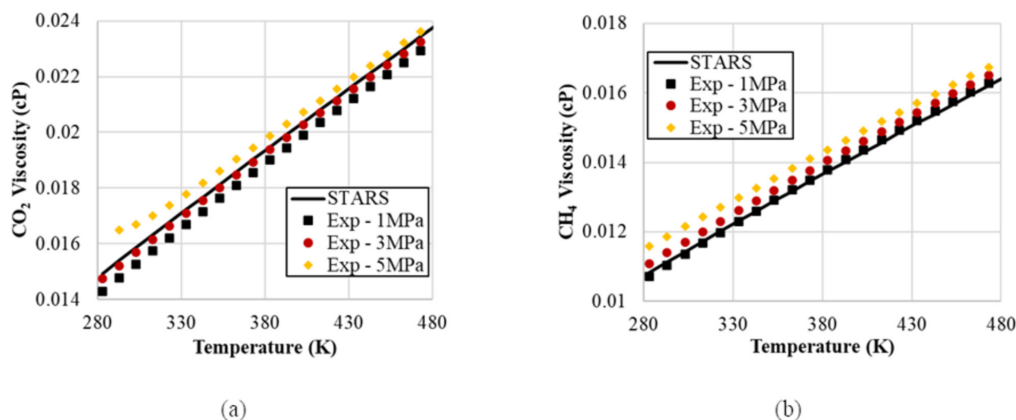 0.024
0.022
0.02
0.018
0.016
0.014
CO₂ Viscosity (cP)
STARS
Exp - 1MPa
Exp - 3MPa
Exp - 5MPa
280 330 380 430 480
Temperature (K)
(a)
0.018
0.016
0.014
0.012
0.01
CH₄ Viscosity (cP)
STARS
Exp - 1MPa
Exp - 3MPa
Exp - 5MPa
280 330 380 430 480
Temperature (K)
(b)